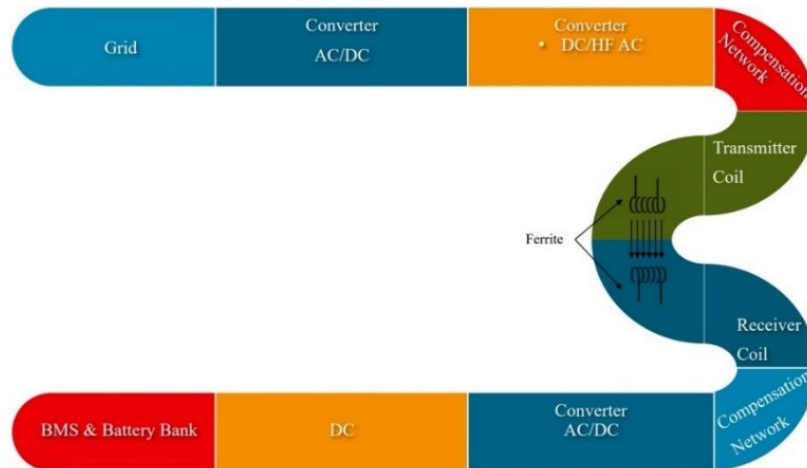 Grid
Converter
AC/DC
Converter
• DC/HF AC
Compensation
Network
Transmitter
Coil
Ferrite
Receiver
Coil
Compensation
Network
Converter
AC/DC
DC
BMS & Battery Bank